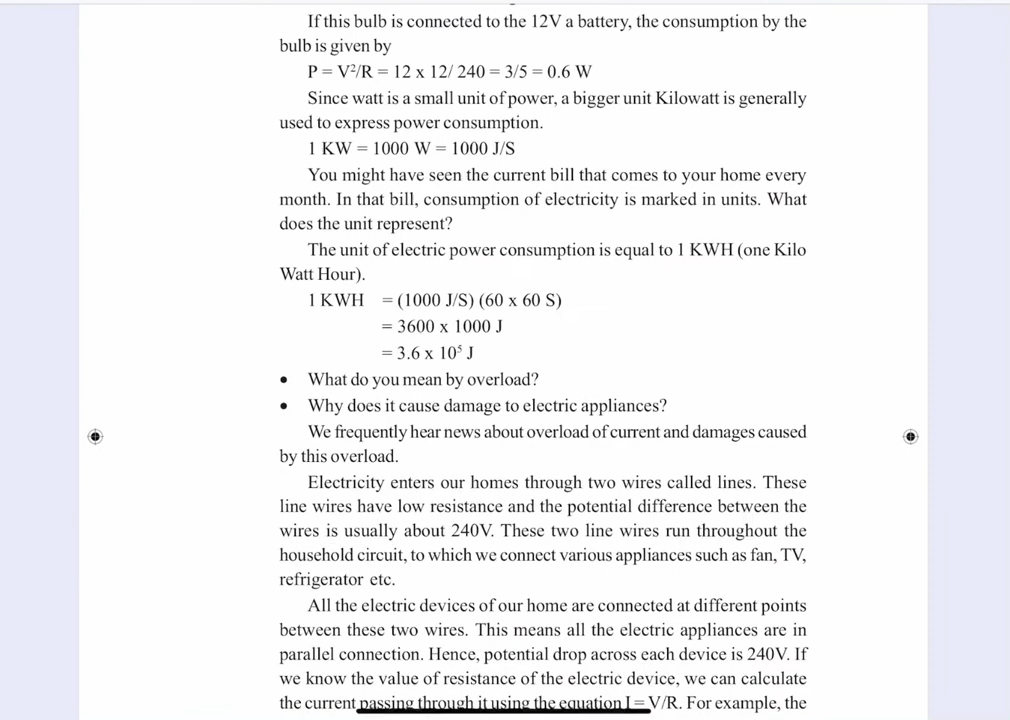 If this bulb is connected to the 12V a battery, the consumption by the
bulb is given by
P = V²/R = 12 x 12/ 240 = 3/5 = 0.6 W
Since watt is a small unit of power, a bigger unit Kilowatt is generally
used to express power consumption.
1 KW = 1000 W = 1000 J/S
You might have seen the current bill that comes to your home every
month. In that bill, consumption of electricity is marked in units. What
does the unit represent?
The unit of electric power consumption is equal to 1 KWH (one Kilo
Watt Hour).
1 KWH = (1000 J/S) (60 x 60 S)
= 3600 x 1000 J
= 3.6 x 10⁵ J
• What do you mean by overload?
• Why does it cause damage to electric appliances?
We frequently hear news about overload of current and damages caused
by this overload.
Electricity enters our homes through two wires called lines. These
line wires have low resistance and the potential difference between the
wires is usually about 240V. These two line wires run throughout the
household circuit, to which we connect various appliances such as fan, TV,
refrigerator etc.
All the electric devices of our home are connected at different points
between these two wires. This means all the electric appliances are in
parallel connection. Hence, potential drop across each device is 240V. If
we know the value of resistance of the electric device, we can calculate
the current passing through it using the equation I = V/R. For example, the